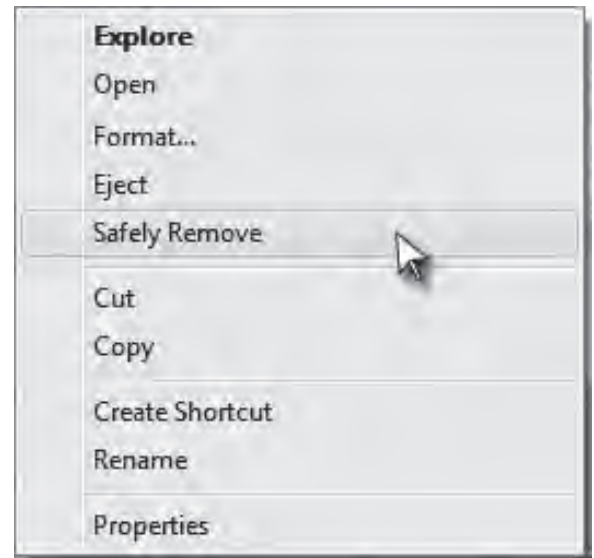 Explore
Open
Format...
Eject
Safely Remove
Cut
Copy
Create Shortcut
Rename
Properties